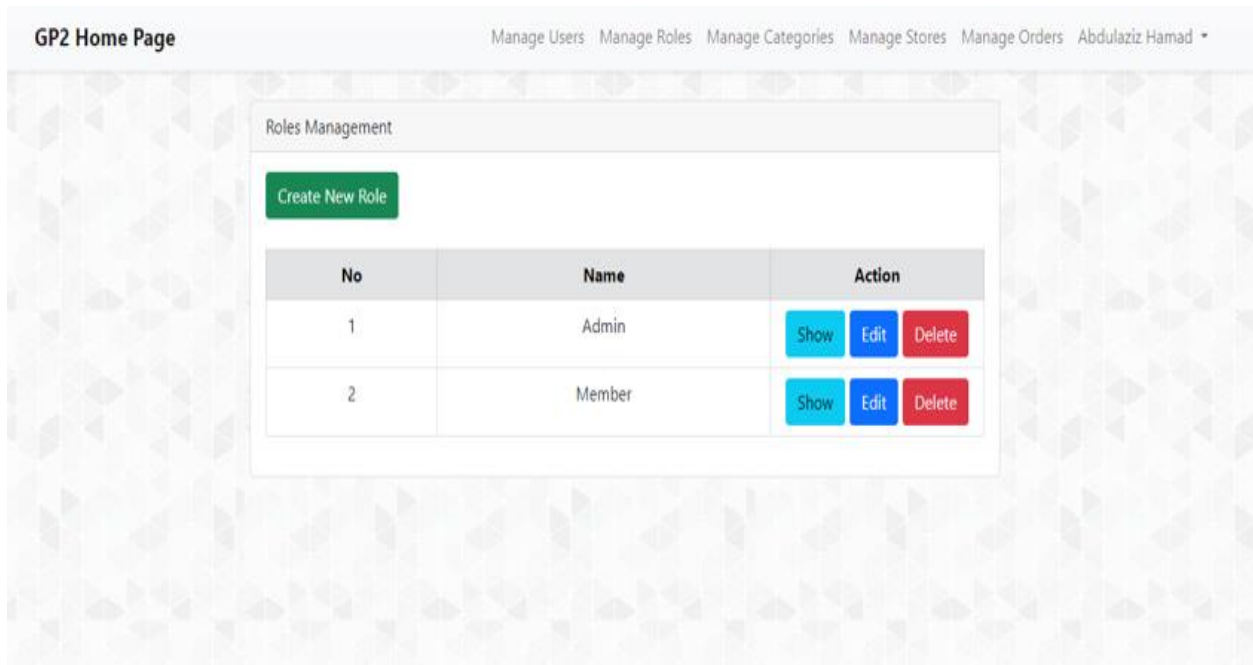 GP2 Home Page Manage Users Manage Roles Manage Categories Manage Stores Manage Orders Abdulaziz Hamad
Roles Management
Create New Role
No Name Action
1 Admin Show Edit Delete
2 Member Show Edit Delete